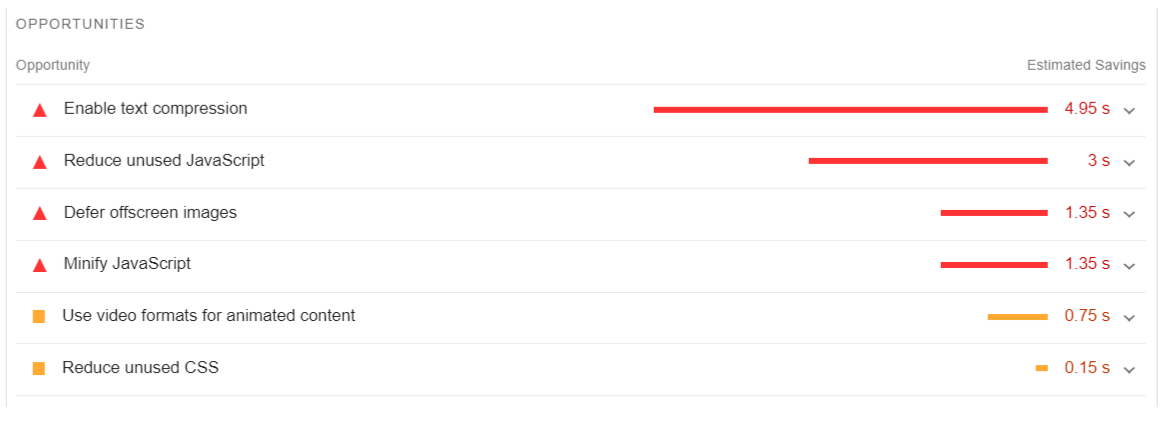 OPPORTUNITIES
Opportunity Estimated Savings
Enable text compression 4.95 s
Reduce unused JavaScript 3 s
Defer offscreen images 1.35 s
Minify JavaScript 1.35 s
Use video formats for animated content 0.75 s
Reduce unused CSS 0.15 s